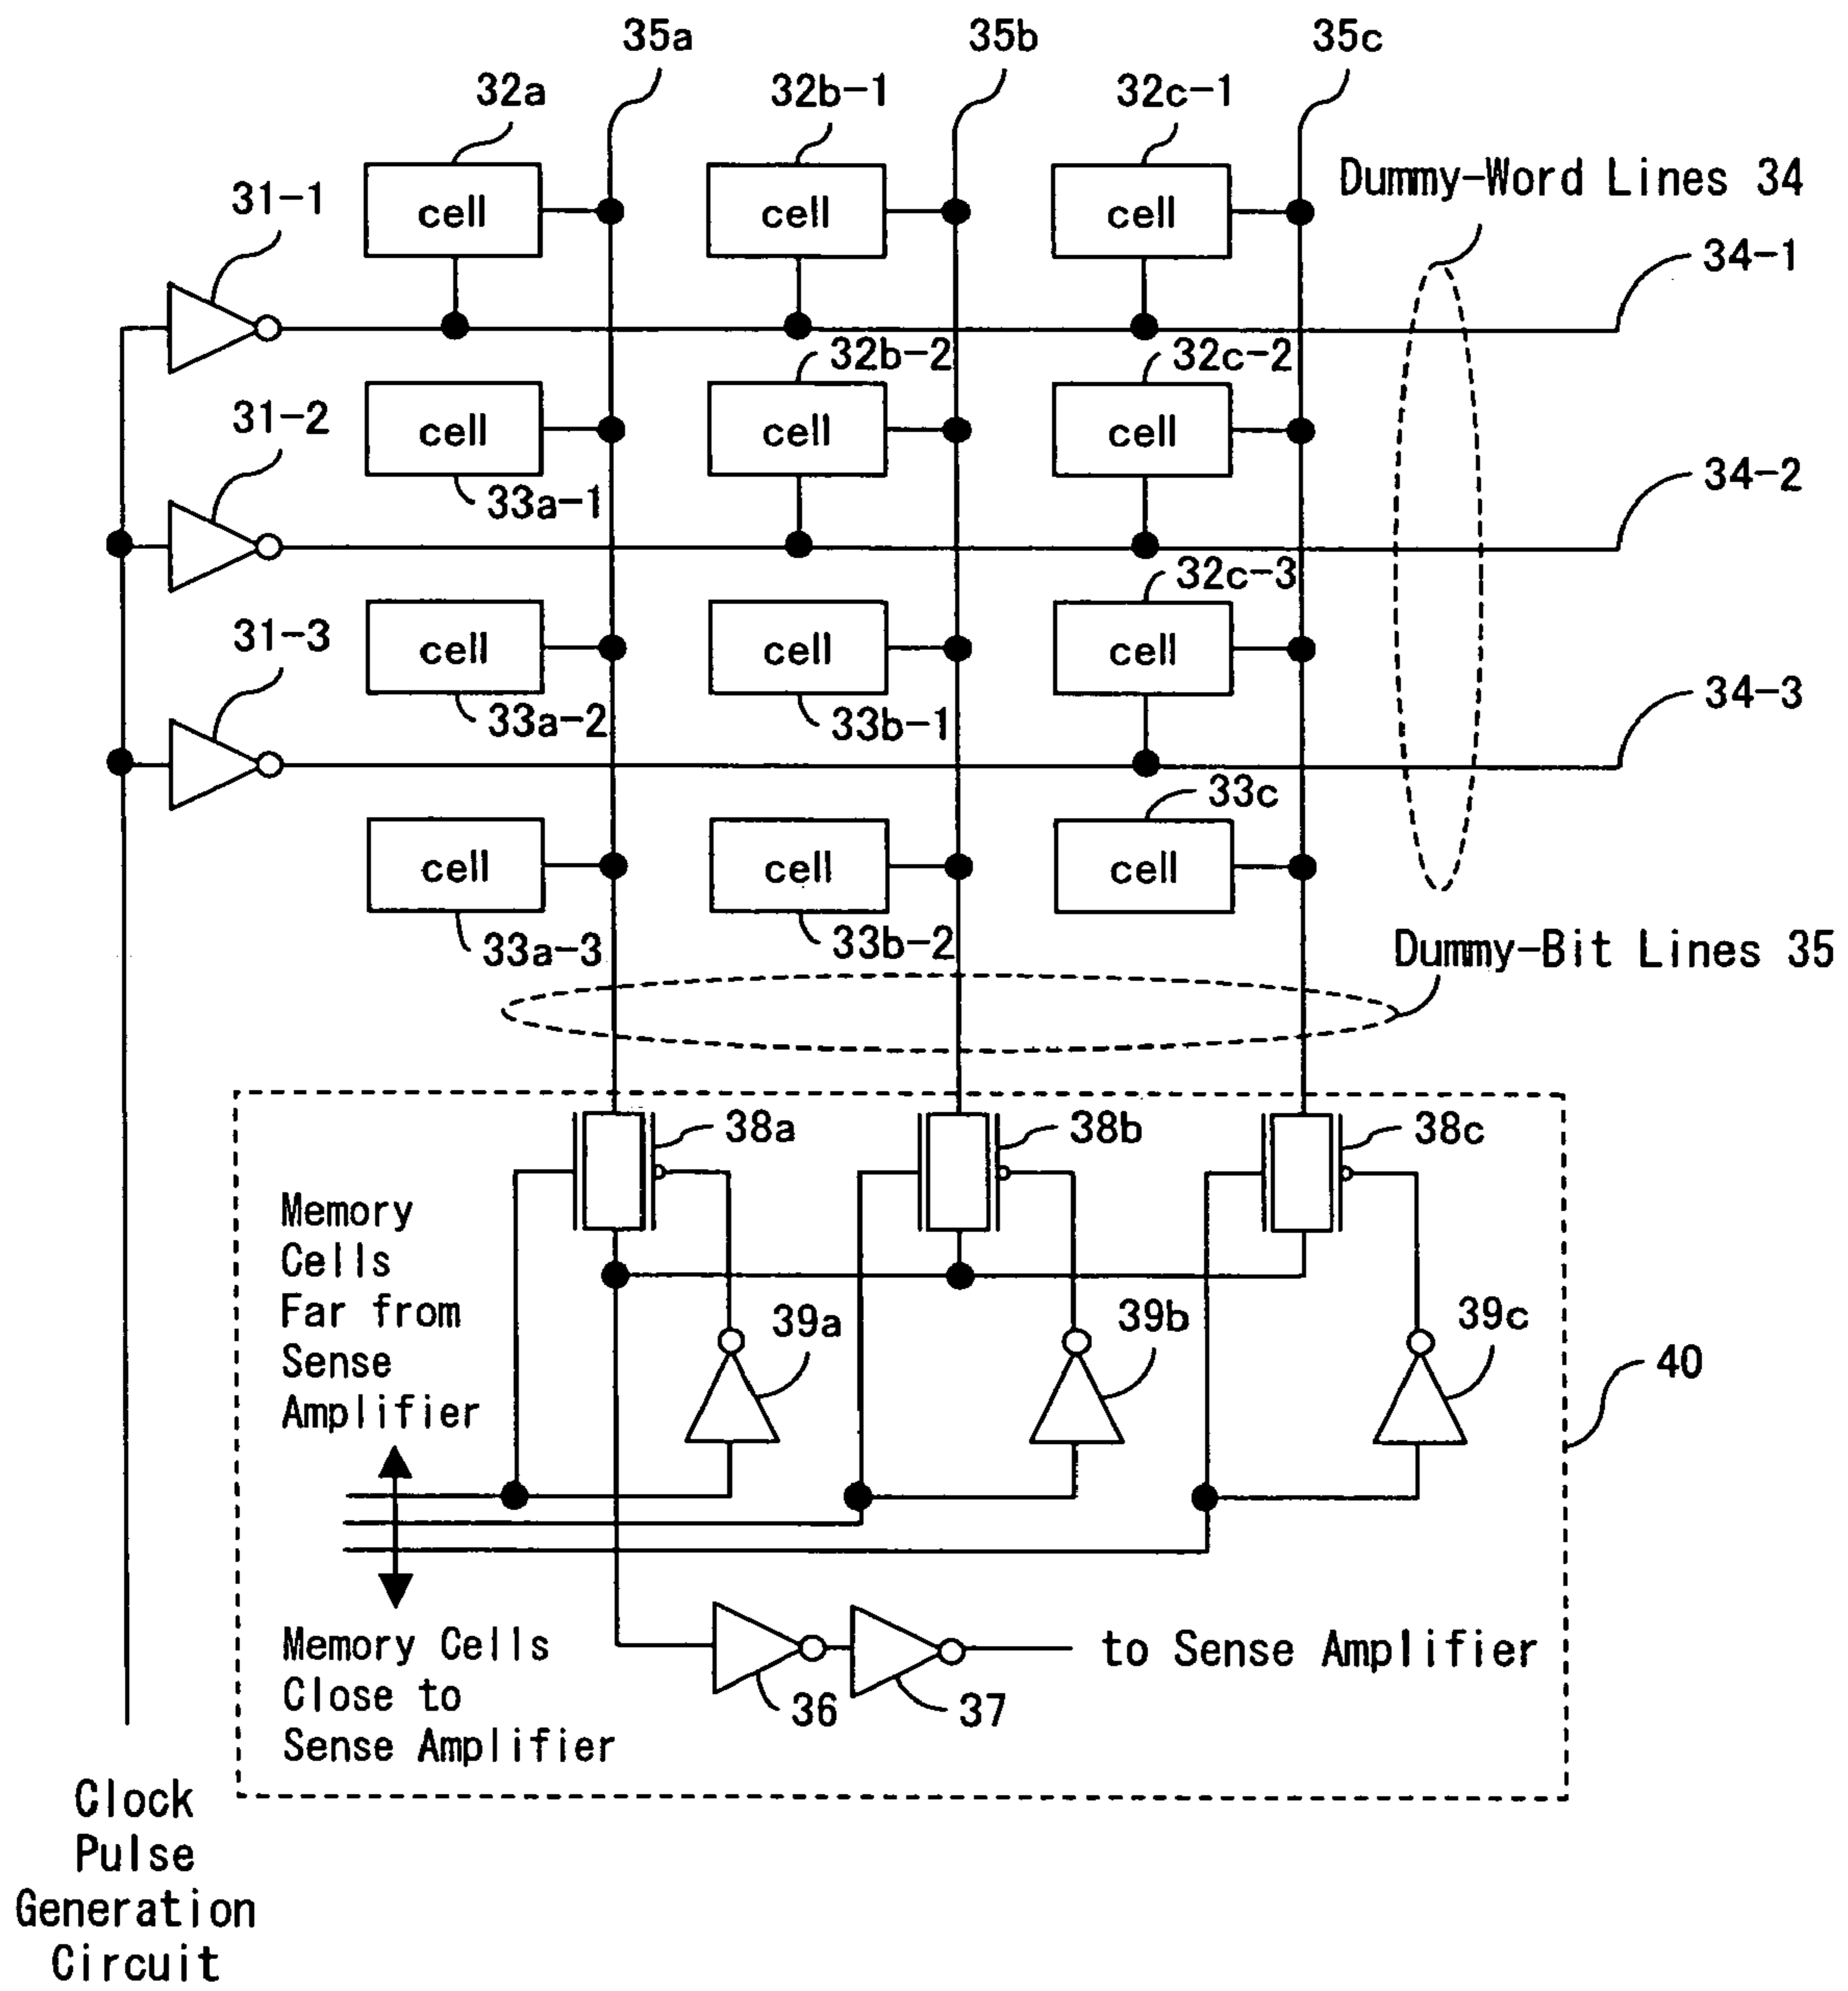 35a 35b 35c
32a 32b-1 32c-1
Dummy-Word Lines 34
31-1 cell cell cell
34-1
32b-2 32c-2
31-2 cell cell cell
34-2
33a-1
32c-3
31-3 cell cell cell
34-3
33a-2 33b-1
33c
cell cell cell
33a-3 33b-2
Dummy-Bit Lines 35
38a 38b 38c
Memory
Cells
Far from
Sense
Amplifier
39a 39b 39c
40
Memory Cells
Close to
Sense Amplifier
36 37
to Sense Amplifier
Clock
Pulse
Generation
Circuit